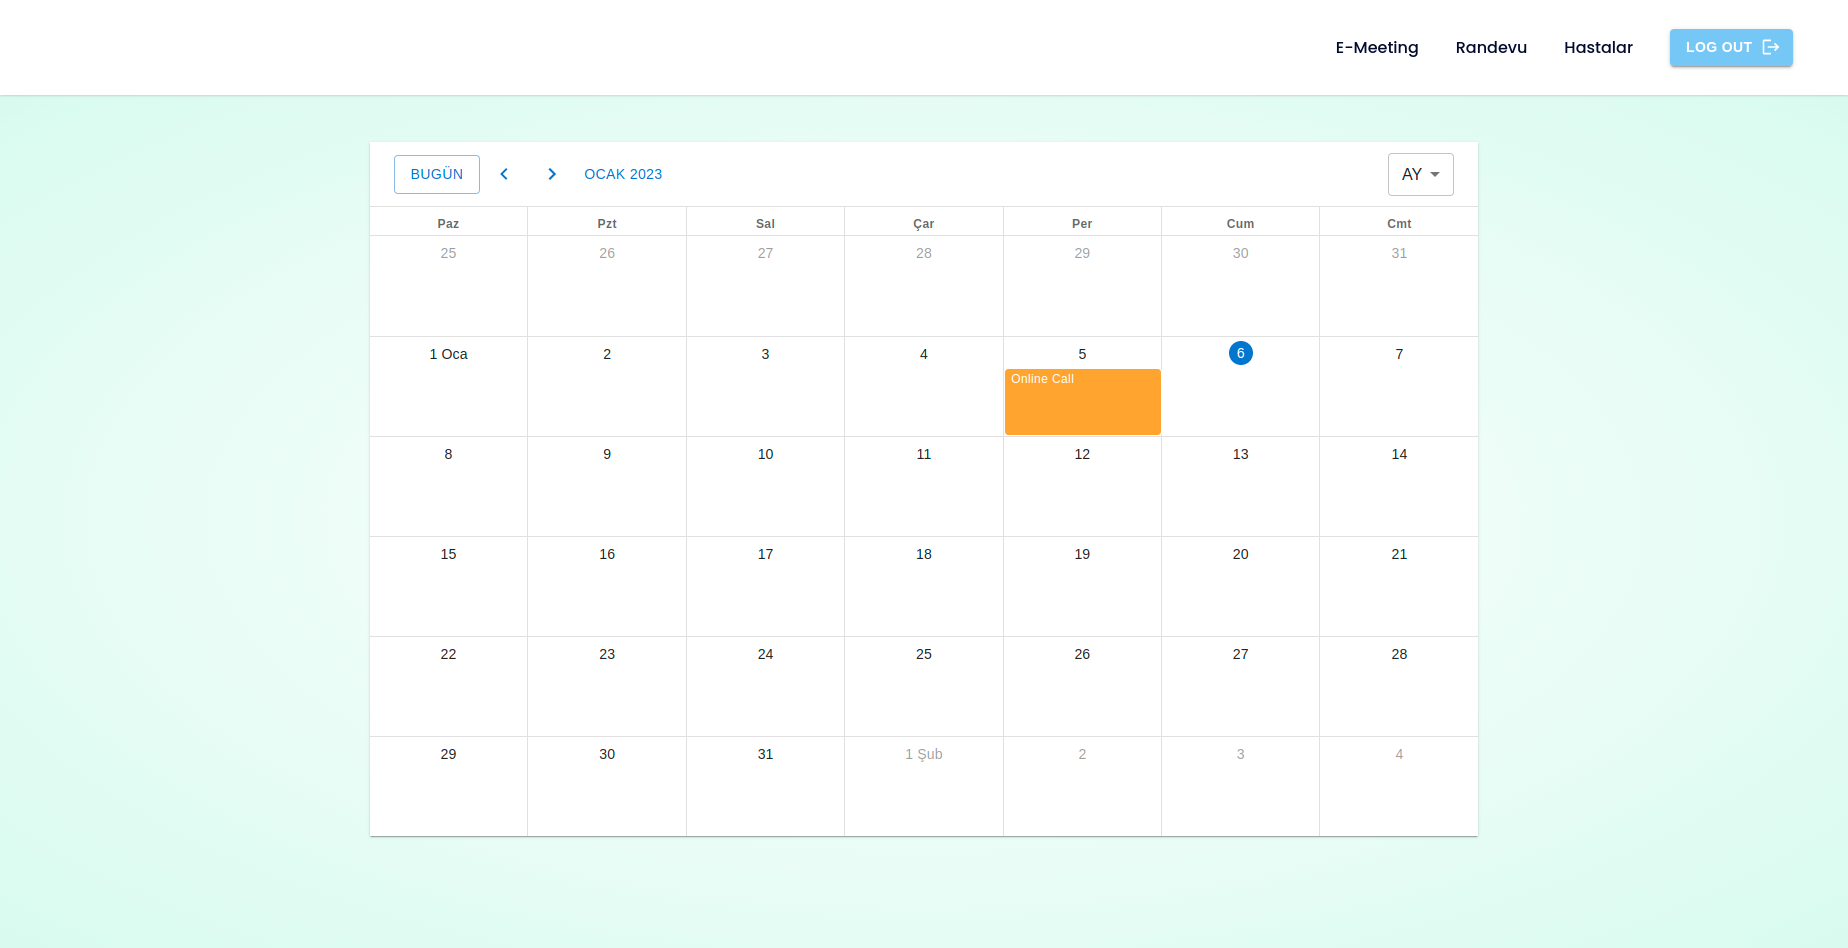 E-Meeting Randevu Hastalar LOG OUT
BUGÜN OCAK 2023 AY
Paz Pzt Sal Çar Per Cum Cmt
25 26 27 28 29 30 31
1 Oca 2 3 4 5 6 7
Online Call
8 9 10 11 12 13 14
15 16 17 18 19 20 21
22 23 24 25 26 27 28
29 30 31 1 Şub 2 3 4